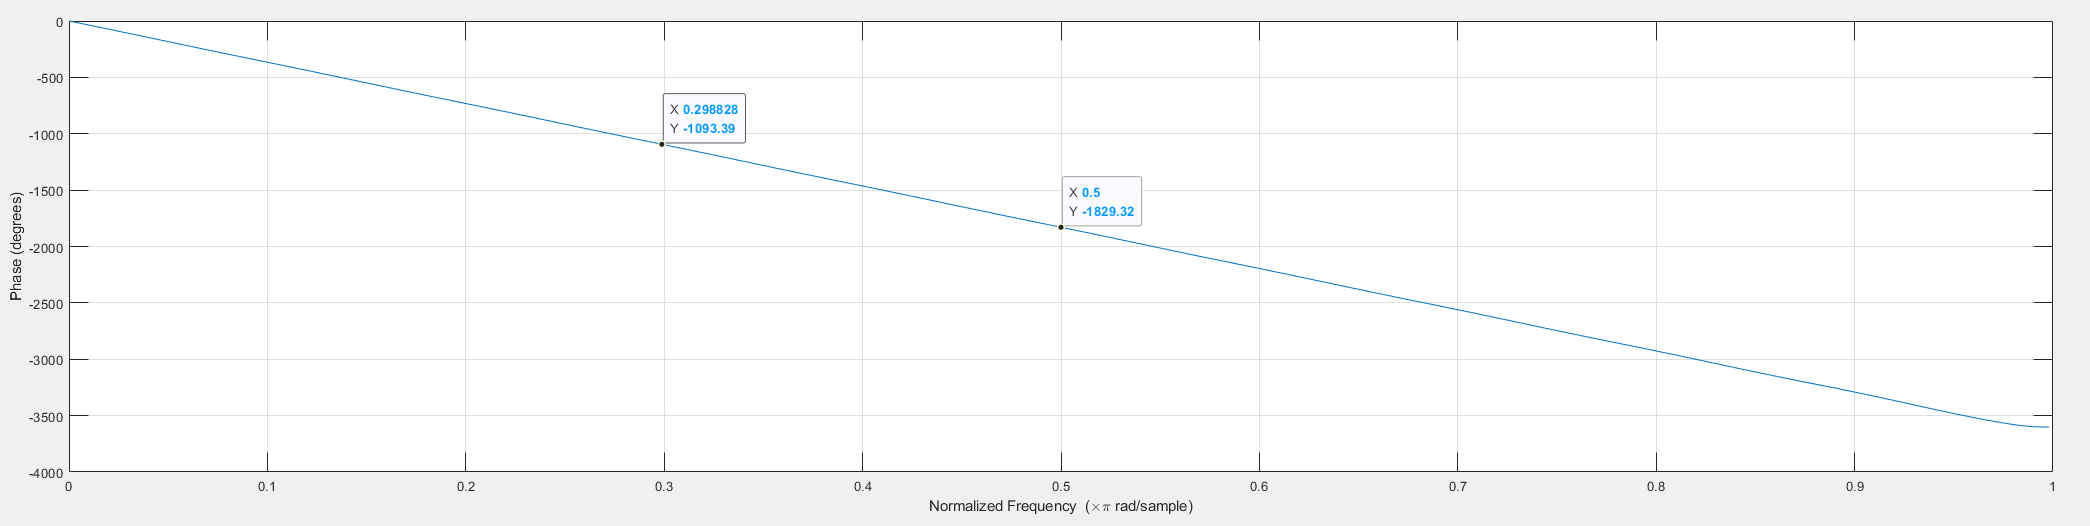 0
-500
-1000
-1500
-2000
-2500
-3000
-3500
-4000
Phase (degrees)
X 0.298828
Y -1093.39
X 0.5
Y -1829.32
0 0.1 0.2 0.3 0.4 0.5 0.6 0.7 0.8 0.9 1
Normalized Frequency (×π rad/sample)